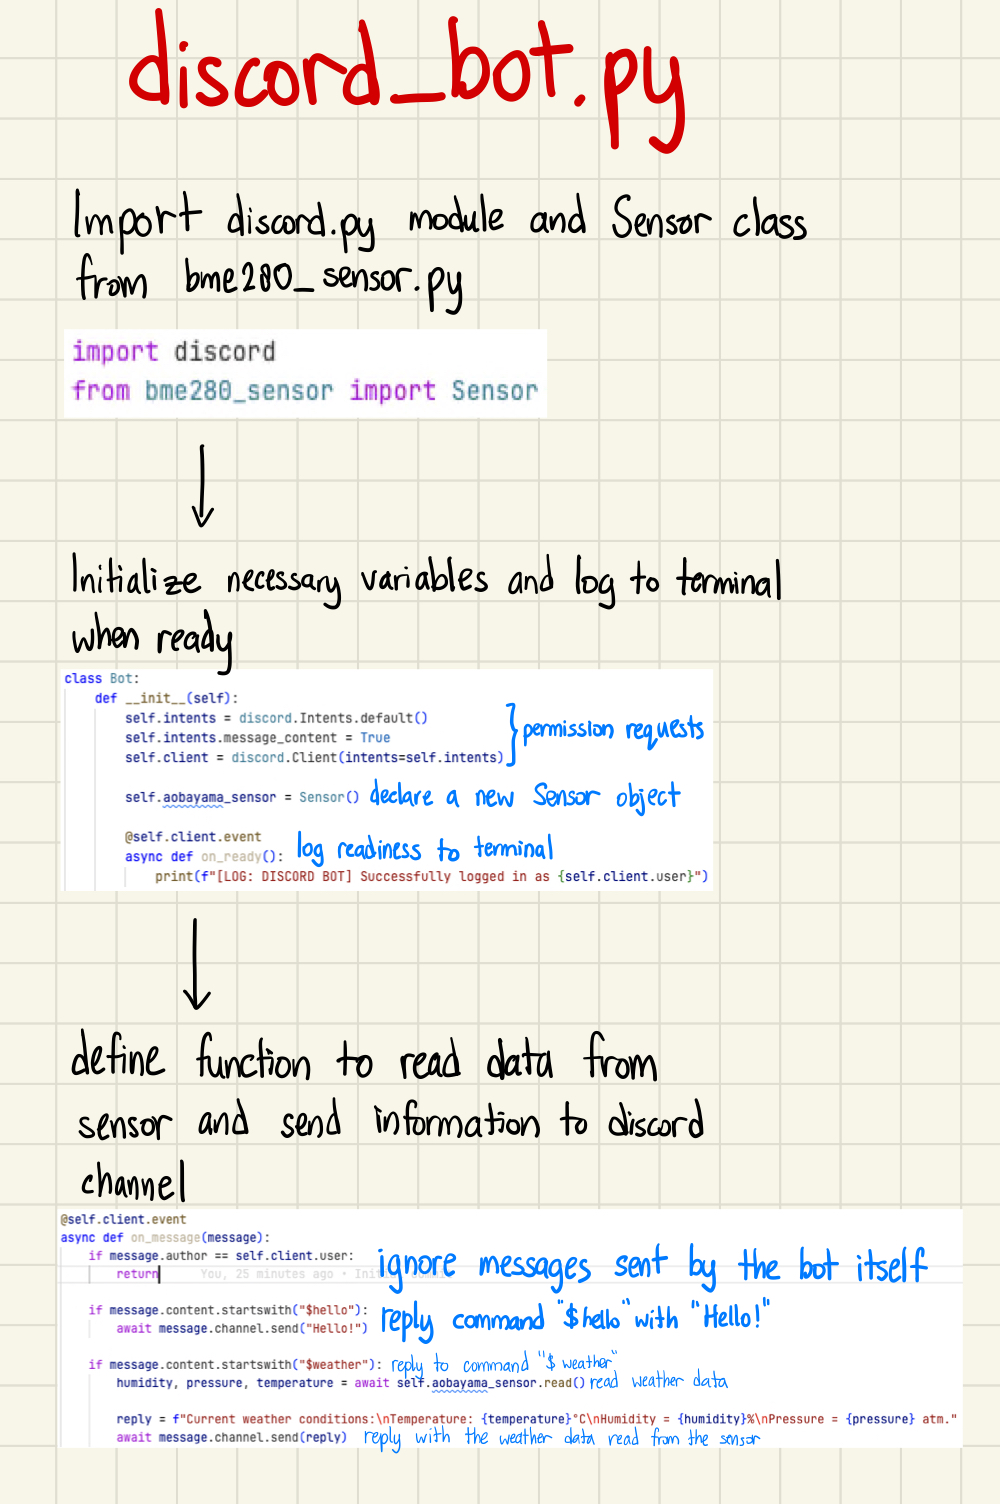 discord_bot.py
Import discord.py module and Sensor class
from bme280_sensor.py
import discord
from bme280_sensor import Sensor
Initialize necessary variables and log to terminal
when ready
class Bot:
def __init__(self):
self.intents = discord.Intents.default()
self.intents.message_content = True
self.client = discord.Client(intents=self.intents)
} permission requests
self.aobayama_sensor = Sensor() declare a new Sensor object
@self.client.event
async def on_ready(): log readiness to terminal
print(f"[LOG: DISCORD BOT] Successfully logged in as {self.client.user}")
define function to read data from
sensor and send information to discord
channel
@self.client.event
async def on_message(message):
if message.author == self.client.user:
return You, 25 minutes ago •
ignore messages sent by the bot itself
if message.content.startswith("$hello"):
await message.channel.send("Hello!") reply command "$hello" with "Hello!"
if message.content.startswith("$weather"): reply to command "$weather"
humidity, pressure, temperature = await self.aobayama_sensor.read() read weather data
reply = f"Current weather conditions:\nTemperature: {temperature}°C\nHumidity = {humidity}%\nPressure = {pressure} atm."
await message.channel.send(reply) reply with the weather data read from the sensor